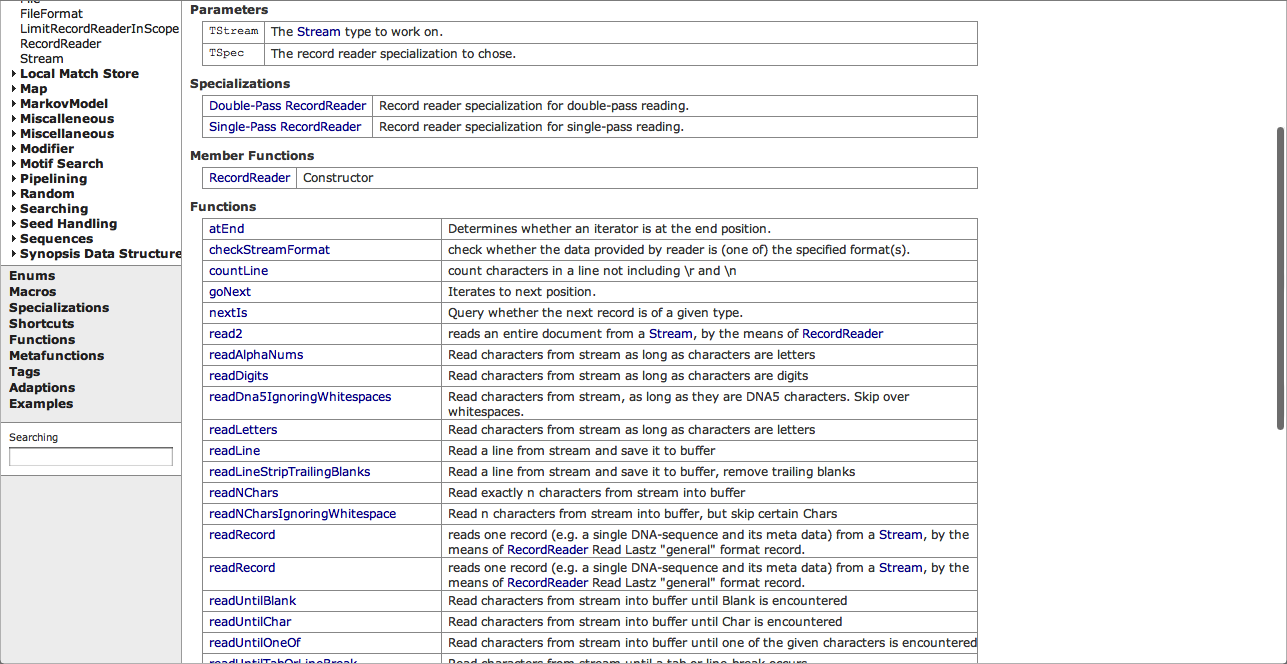 FileFormat
LimitRecordReaderInScope
RecordReader
Stream
Local Match Store
Map
MarkovModel
Miscalleneous
Miscellaneous
Modifier
Motif Search
Pipelining
Random
Searching
Seed Handling
Sequences
Synopsis Data Structure
Enums
Macros
Specializations
Shortcuts
Functions
Metafunctions
Tags
Adaptions
Examples
Searching
Parameters
TStream The Stream type to work on.
TSpec The record reader specialization to chose.
Specializations
Double-Pass RecordReader Record reader specialization for double-pass reading.
Single-Pass RecordReader Record reader specialization for single-pass reading.
Member Functions
RecordReader Constructor
Functions
atEnd Determines whether an iterator is at the end position.
checkStreamFormat check whether the data provided by reader is (one of) the specified format(s).
countLine count characters in a line not including \r and \n
goNext Iterates to next position.
nextIs Query whether the next record is of a given type.
read2 reads an entire document from a Stream, by the means of RecordReader
readAlphaNums Read characters from stream as long as characters are letters
readDigits Read characters from stream as long as characters are digits
readDna5IgnoringWhitespaces Read characters from stream, as long as they are DNA5 characters. Skip over
whitespaces.
readLetters Read characters from stream as long as characters are letters
readLine Read a line from stream and save it to buffer
readLineStripTrailingBlanks Read a line from stream and save it to buffer, remove trailing blanks
readNChars Read exactly n characters from stream into buffer
readNCharsIgnoringWhitespace Read n characters from stream into buffer, but skip certain Chars
readRecord reads one record (e.g. a single DNA-sequence and its meta data) from a Stream, by the
means of RecordReader Read Lastz "general" format record.
readRecord reads one record (e.g. a single DNA-sequence and its meta data) from a Stream, by the
means of RecordReader Read Lastz "general" format record.
readUntilBlank Read characters from stream into buffer until Blank is encountered
readUntilChar Read characters from stream into buffer until Char is encountered
readUntilOneOf Read characters from stream into buffer until one of the given characters is encountered
readUntilTabOrLineBreak Read characters from stream until a tab or line-break occurs